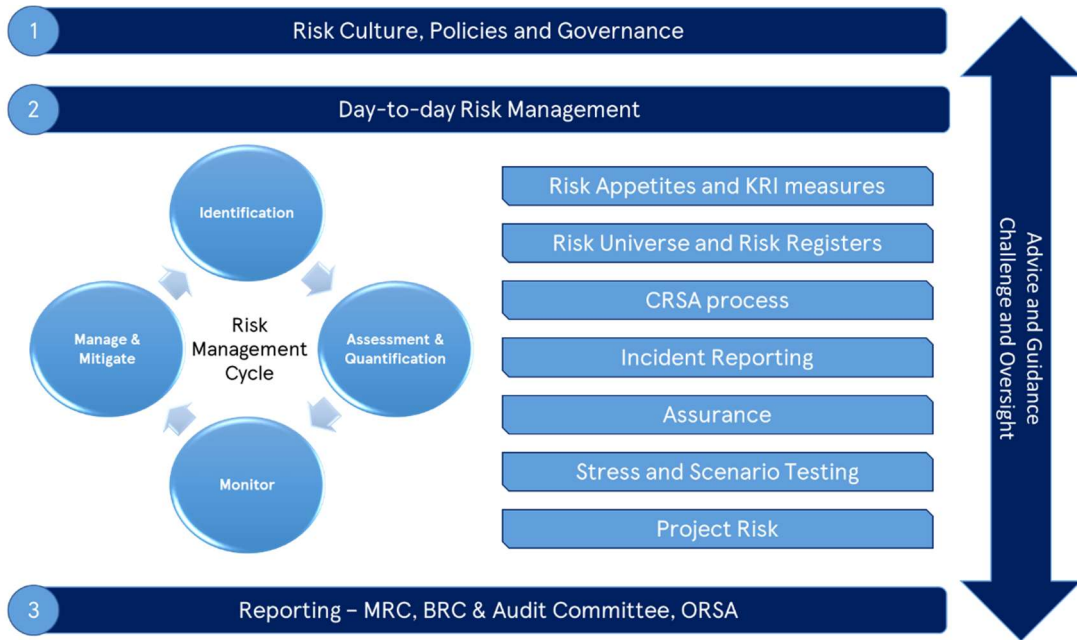 1
Risk Culture, Policies and Governance
2
Day-to-day Risk Management
Identification
Assessment &
Quantification
Monitor
Manage &
Mitigate
Risk
Management
Cycle
Risk Appetites and KRI measures
Risk Universe and Risk Registers
CRSA process
Incident Reporting
Assurance
Stress and Scenario Testing
Project Risk
Advice and Guidance
Challenge and Oversight
3
Reporting – MRC, BRC & Audit Committee, ORSA